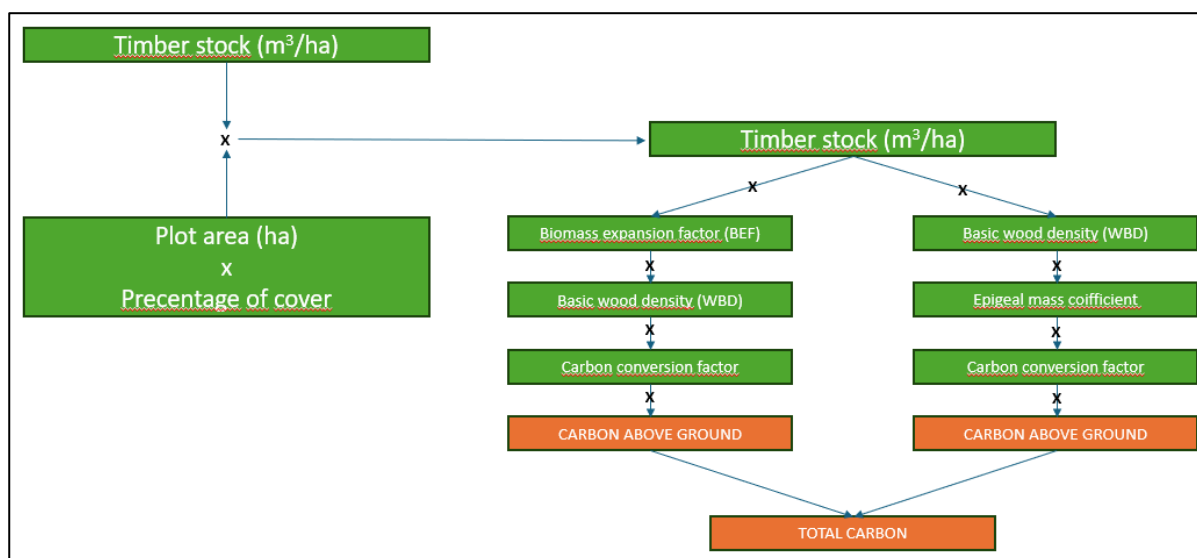 Timber stock (m³/ha)
x
Timber stock (m³/ha)
x
x
Plot area (ha)
x
Precentage of cover
Biomass expansion factor (BEF)
Basic wood density (WBD)
x
x
Basic wood density (WBD)
Epigeal mass coifficient
x
x
Carbon conversion factor
Carbon conversion factor
x
x
CARBON ABOVE GROUND
CARBON ABOVE GROUND
TOTAL CARBON